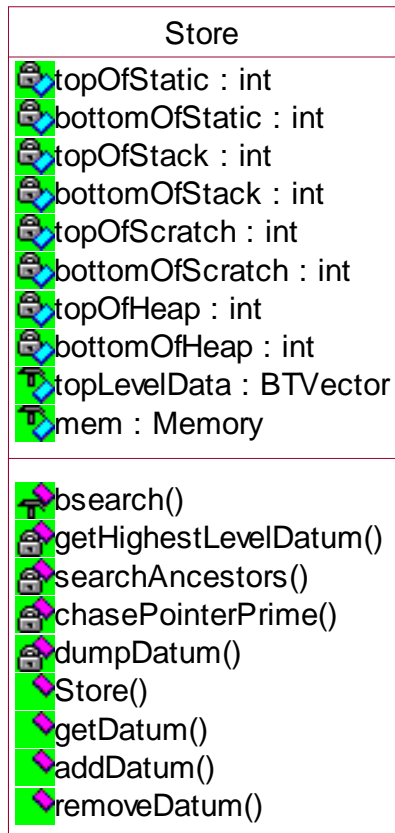 Store
topOfStatic : int
bottomOfStatic : int
topOfStack : int
bottomOfStack : int
topOfScratch : int
bottomOfScratch : int
topOfHeap : int
bottomOfHeap : int
topLevelData : BTVector
mem : Memory
bsearch()
getHighestLevelDatum()
searchAncestors()
chasePointerPrime()
dumpDatum()
Store()
getDatum()
addDatum()
removeDatum()